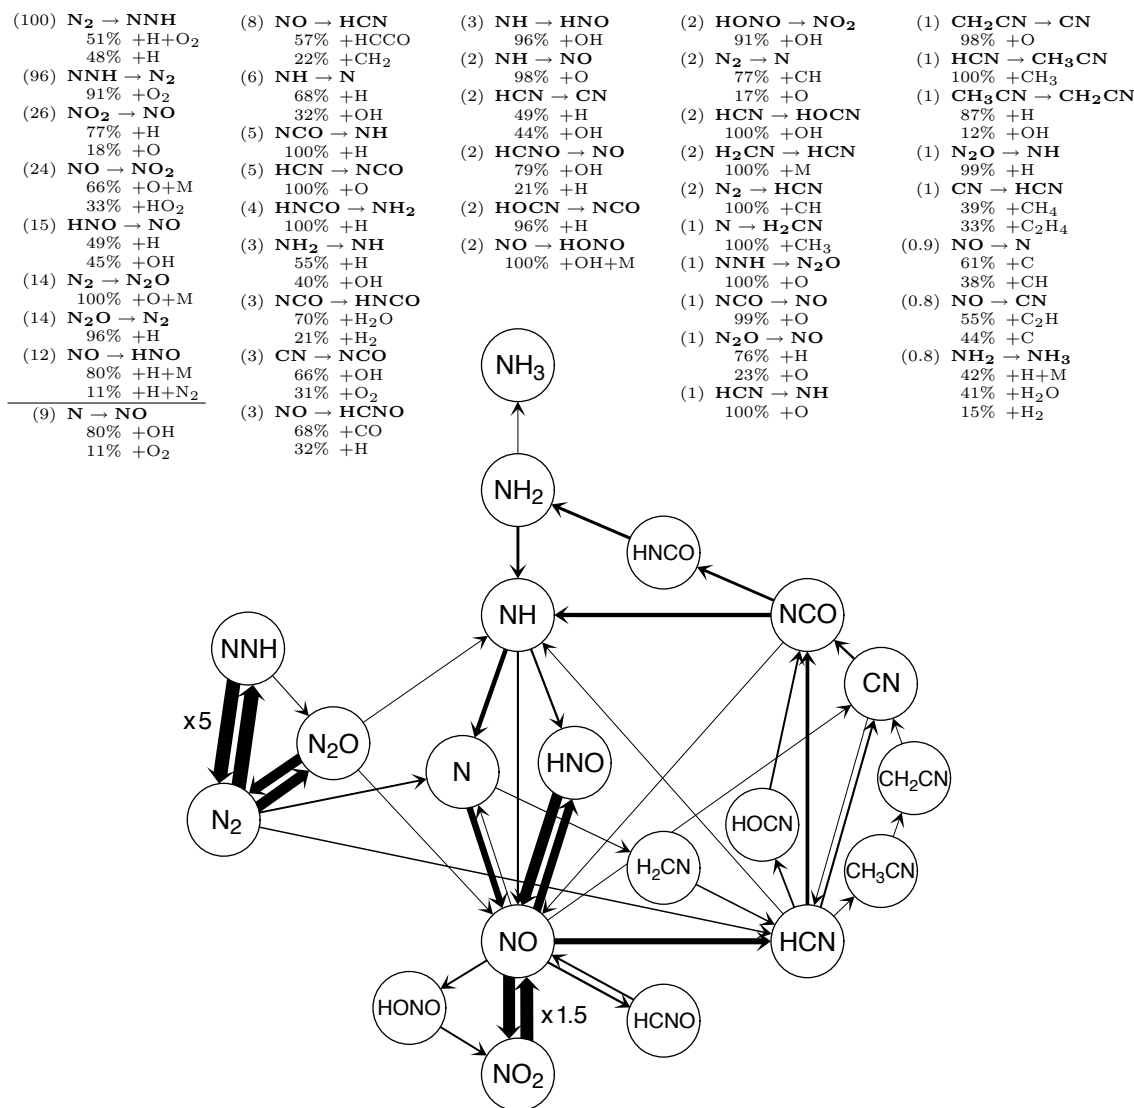 (100) N₂ → NNH
51% +H+O₂
48% +H
(96) NNH → N₂
91% +O₂
(26) NO₂ → NO
77% +H
18% +O
(24) NO → NO₂
66% +O+M
33% +HO₂
(15) HNO → NO
49% +H
45% +OH
(14) N₂ → N₂O
100% +O+M
(14) N₂O → N₂
96% +H
(12) NO → HNO
80% +H+M
11% +H+N₂
(9) N → NO
80% +OH
11% +O₂
(8) NO → HCN
57% +HCCO
22% +CH₂
(6) NH → N
68% +H
32% +OH
(5) NCO → NH
100% +H
(5) HCN → NCO
100% +O
(4) HNCO → NH₂
100% +H
(3) NH₂ → NH
55% +H
40% +OH
(3) NCO → HNCO
70% +H₂O
21% +H₂
(3) CN → NCO
66% +OH
31% +O₂
(3) NO → HCNO
68% +CO
32% +H
(3) NH → HNO
96% +OH
(2) NH → NO
98% +O
(2) HCN → CN
49% +H
44% +OH
(2) HCNO → NO
79% +OH
21% +H
(2) HOCN → NCO
96% +H
(2) NO → HONO
100% +OH+M
(2) HONO → NO₂
91% +OH
(2) N₂ → N
77% +CH
17% +O
(2) HCN → HOCN
100% +OH
(2) H₂CN → HCN
100% +M
(2) N₂ → HCN
100% +CH
(1) N → H₂CN
100% +CH₃
(1) NNH → N₂O
100% +O
(1) NCO → NO
99% +O
(1) N₂O → NO
76% +H
23% +O
(1) HCN → NH
100% +O
(1) CH₂CN → CN
98% +O
(1) HCN → CH₃CN
100% +CH₃
(1) CH₃CN → CH₂CN
87% +H
12% +OH
(1) N₂O → NH
99% +H
(1) CN → HCN
39% +CH₄
33% +C₂H₄
(0.9) NO → N
61% +C
38% +CH
(0.8) NO → CN
55% +C₂H
44% +C
(0.8) NH₂ → NH₃
42% +H+M
41% +H₂O
15% +H₂
NH₃
NH₂
HNCO
NH
NCO
NNH
CN
x5
N₂O
HNO
N
CH₂CN
N₂
HOCN
H₂CN
CH₃CN
NO
HCN
HONO
x1.5
HCNO
NO₂